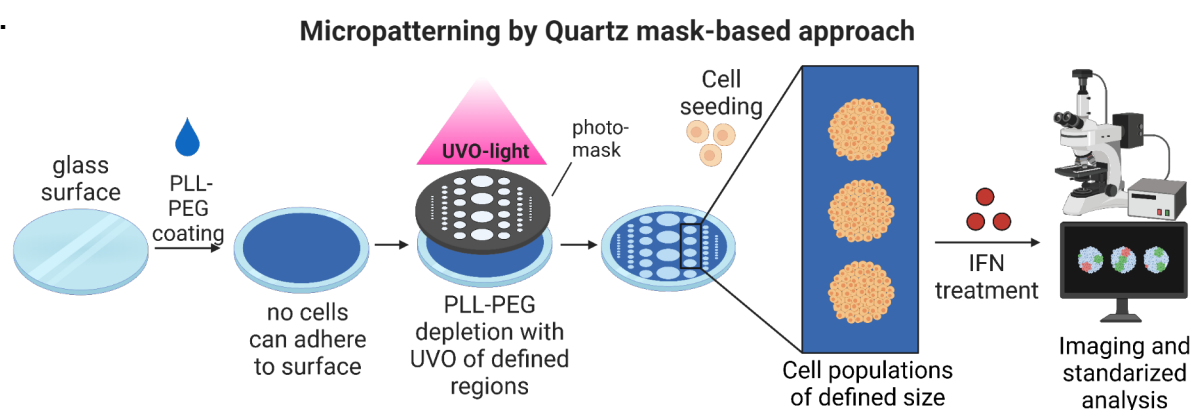 Micropatterning by Quartz mask-based approach
glass
surface
PLL-
PEG
coating
no cells
can adhere
to surface
UVO-light
photo-
mask
PLL-PEG
depletion with
UVO of defined
regions
Cell
seeding
Cell populations
of defined size
IFN
treatment
Imaging and
standarized
analysis